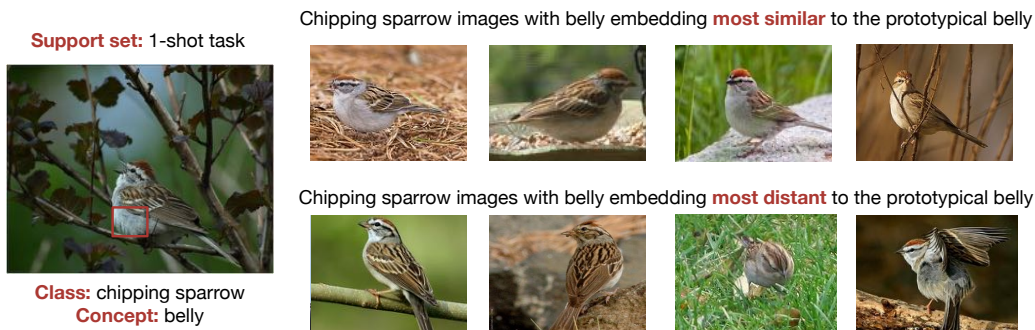 Chipping sparrow images with belly embedding most similar to the prototypical belly
Support set: 1-shot task
Chipping sparrow images with belly embedding most distant to the prototypical belly
Class: chipping sparrow
Concept: belly